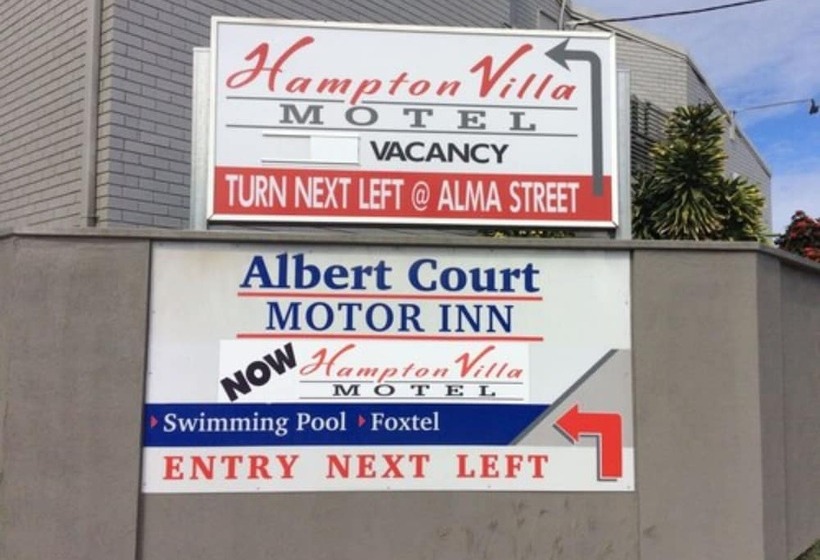 Hampton Villa
MOTEL
VACANCY
TURN NEXT LEFT @ ALMA STREET
Albert Court
MOTOR INN
NOW Hampton Villa
MOTEL
Swimming Pool Foxtel
ENTRY NEXT LEFT